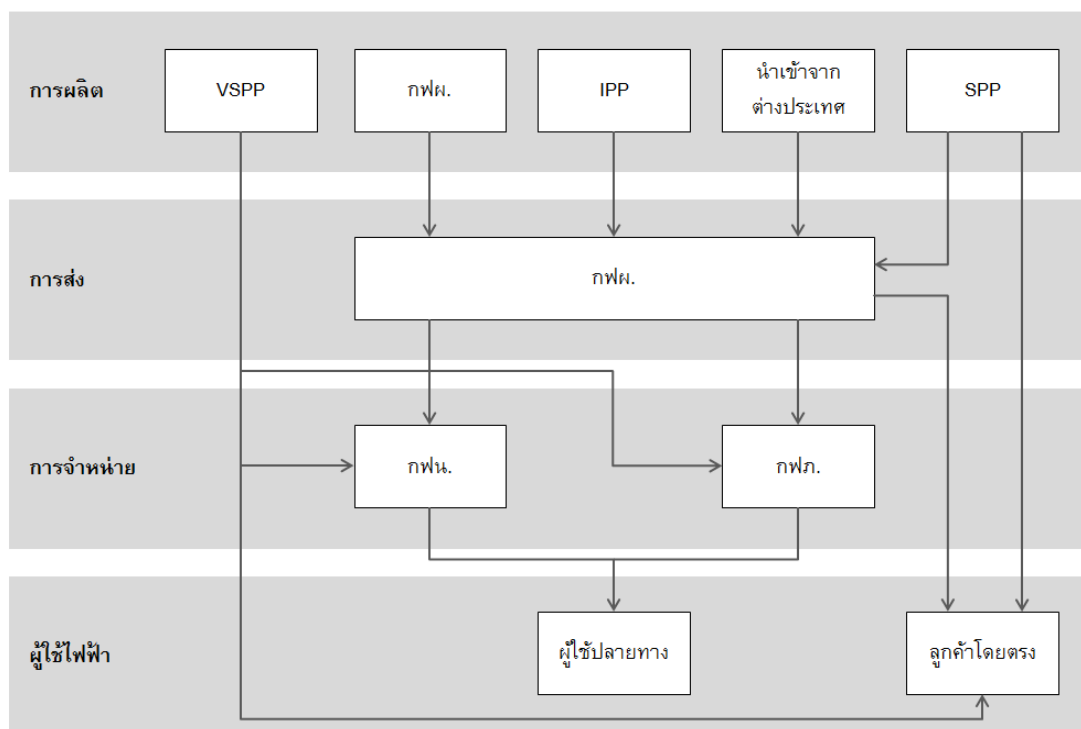 การผลิต
VSPP
กฟผ.
IPP
นำเข้าจาก
ต่างประเทศ
SPP
การส่ง
กฟผ.
การจำหน่าย
กฟน.
กฟภ.
ผู้ใช้ไฟฟ้า
ผู้ใช้ปลายทาง
ลูกค้าโดยตรง